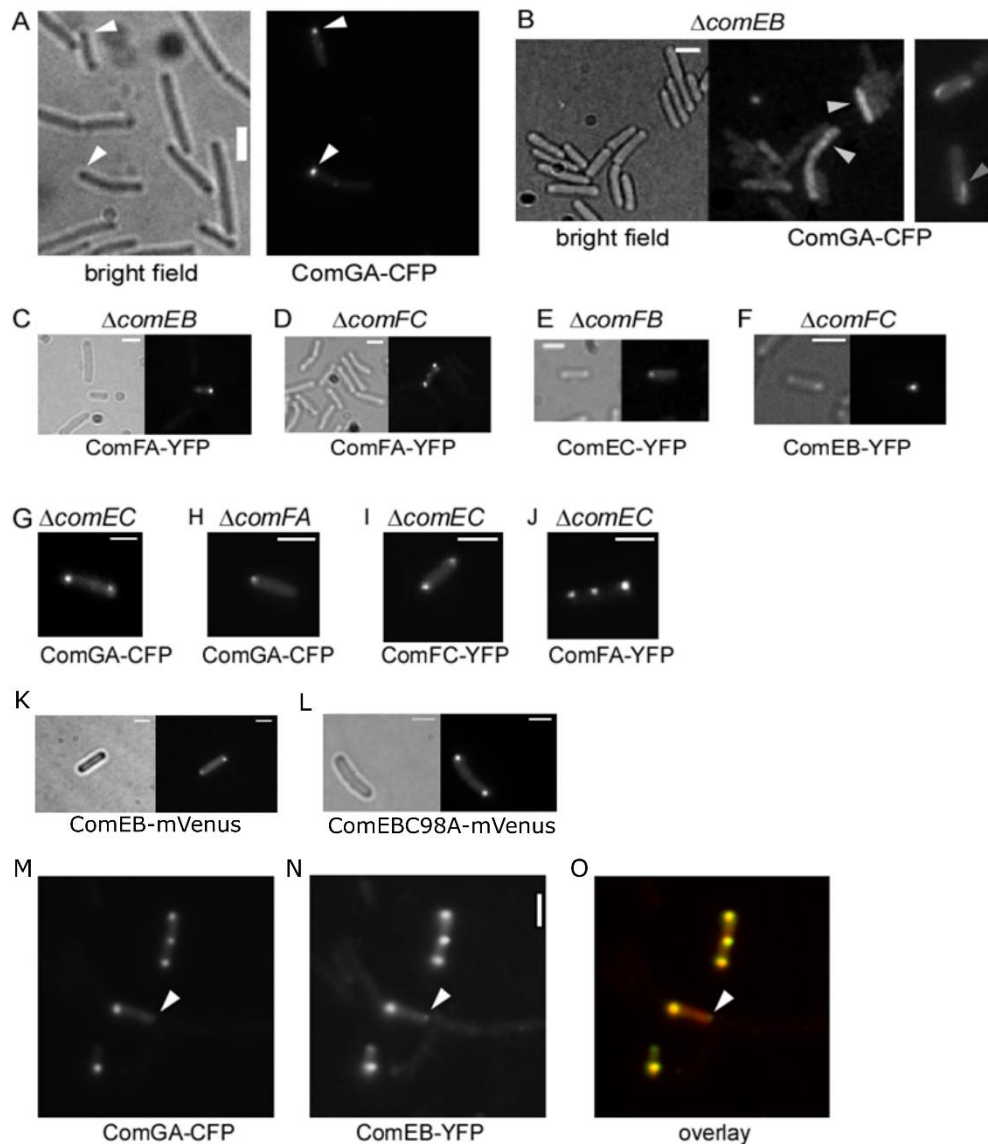 A
bright field
ComGA-CFP
B
ΔcomEB
bright field
ComGA-CFP
C
ΔcomEB
ComFA-YFP
D
ΔcomFC
ComFA-YFP
E
ΔcomFB
ComEC-YFP
F
ΔcomFC
ComEB-YFP
G
ΔcomEC
ComGA-CFP
H
ΔcomFA
ComGA-CFP
I
ΔcomEC
ComFC-YFP
J
ΔcomEC
ComFA-YFP
K
ComEB-mVenus
L
ComEBC98A-mVenus
M
ComGA-CFP
N
ComEB-YFP
O
overlay